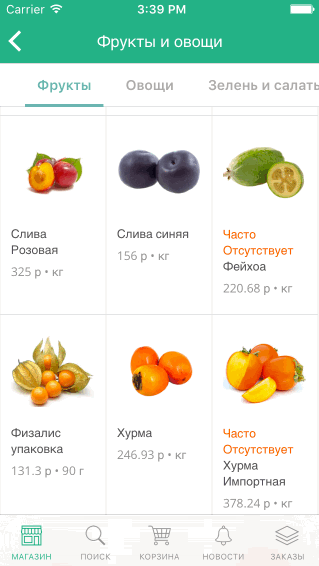 Carrier 3:39 PM
Фрукты и овощи
Фрукты Овощи Зелень и салаты
Слива
Розовая
325 р • кг
Слива синяя
156 р • кг
Часто
Отсутствует
Фейхоа
220.68 р • кг
Физалис
упаковка
131.3 р • 90 г
Хурма
246.93 р • кг
Часто
Отсутствует
Хурма
Импортная
378.24 р • кг
МАГАЗИН ПОИСК КОРЗИНА НОВОСТИ ЗАКАЗЫ